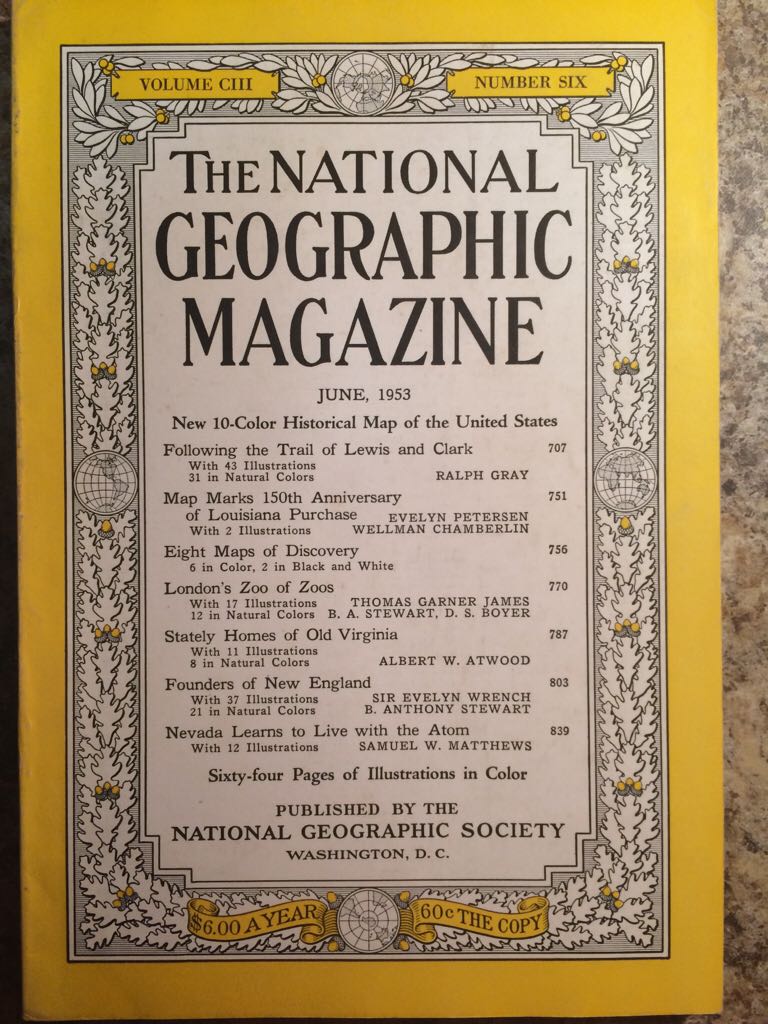 VOLUME CIII NUMBER SIX
THE NATIONAL
GEOGRAPHIC
MAGAZINE
JUNE, 1953
New 10-Color Historical Map of the United States
Following the Trail of Lewis and Clark 707
With 43 Illustrations
31 in Natural Colors RALPH GRAY
Map Marks 150th Anniversary 751
of Louisiana Purchase EVELYN PETERSEN
With 2 Illustrations WELLMAN CHAMBERLIN
Eight Maps of Discovery 756
6 in Color, 2 in Black and White
London's Zoo of Zoos 770
With 17 Illustrations THOMAS GARNER JAMES
12 in Natural Colors B. A. STEWART, D. S. BOYER
Stately Homes of Old Virginia 787
With 11 Illustrations
8 in Natural Colors ALBERT W. ATWOOD
Founders of New England 803
With 37 Illustrations SIR EVELYN WRENCH
21 in Natural Colors B. ANTHONY STEWART
Nevada Learns to Live with the Atom 839
With 12 Illustrations SAMUEL W. MATTHEWS
Sixty-four Pages of Illustrations in Color
PUBLISHED BY THE
NATIONAL GEOGRAPHIC SOCIETY
WASHINGTON, D. C.
$6.00 A YEAR 60c THE COPY